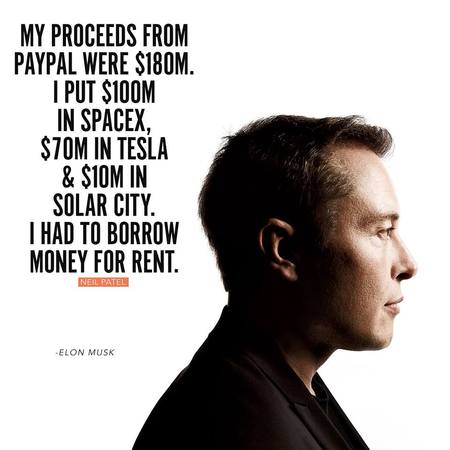 MY PROCEEDS FROM
PAYPAL WERE $180M.
I PUT $100M
IN SPACEX,
$70M IN TESLA
& $10M IN
SOLAR CITY.
I HAD TO BORROW
MONEY FOR RENT.
NEIL PATEL
-ELON MUSK